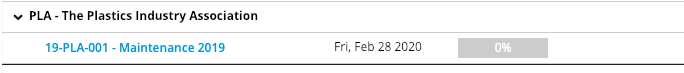 PLA - The Plastics Industry Association
19-PLA-001 - Maintenance 2019 Fri, Feb 28 2020 0%